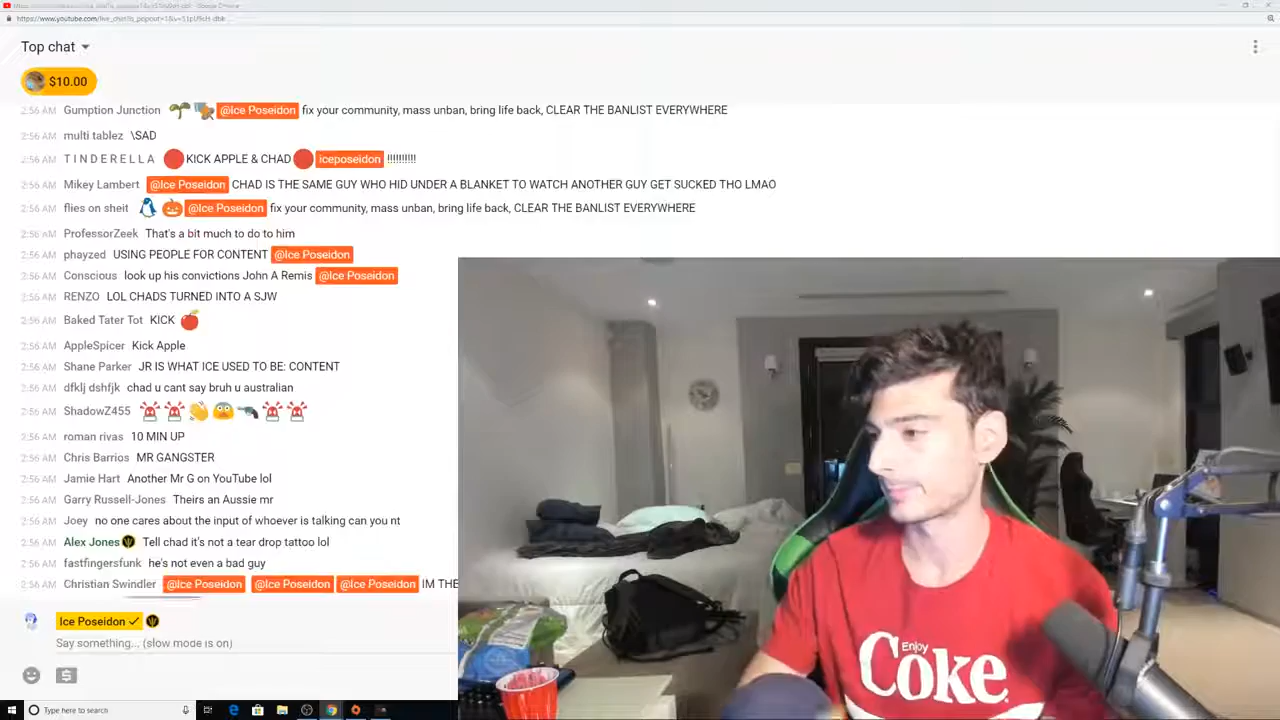 https://www.youtube.com/live_chat?is_popout=1&v=
Top chat
$10.00
2:56 AM Gumption Junction @Ice Poseidon fix your community, mass unban, bring life back, CLEAR THE BANLIST EVERYWHERE
2:56 AM multi tablez \SAD
2:56 AM T I N D E R E L L A KICK APPLE & CHAD iceposeidon !!!!!!!!!!
2:56 AM Mikey Lambert @Ice Poseidon CHAD IS THE SAME GUY WHO HID UNDER A BLANKET TO WATCH ANOTHER GUY GET SUCKED THO LMAO
2:56 AM flies on sheit @Ice Poseidon fix your community, mass unban, bring life back, CLEAR THE BANLIST EVERYWHERE
2:56 AM ProfessorZeek That's a bit much to do to him
2:56 AM phayzed USING PEOPLE FOR CONTENT @Ice Poseidon
2:56 AM Conscious look up his convictions John A Remis @Ice Poseidon
2:56 AM RENZO LOL CHADS TURNED INTO A SJW
2:56 AM Baked Tater Tot KICK
2:56 AM AppleSpicer Kick Apple
2:56 AM Shane Parker JR IS WHAT ICE USED TO BE: CONTENT
2:56 AM dfklj dshfjk chad u cant say bruh u australian
2:56 AM ShadowZ455
2:56 AM roman rivas 10 MIN UP
2:56 AM Chris Barrios MR GANGSTER
2:56 AM Jamie Hart Another Mr G on YouTube lol
2:56 AM Garry Russell-Jones Theirs an Aussie mr
2:56 AM Joey no one cares about the input of whoever is talking can you nt
2:56 AM Alex Jones Tell chad it's not a tear drop tattoo lol
2:56 AM fastfingersfunk he's not even a bad guy
2:56 AM Christian Swindler @Ice Poseidon @Ice Poseidon @Ice Poseidon IM THE
Ice Poseidon
Say something... (slow mode is on)
Type here to search
Enjoy
Coke